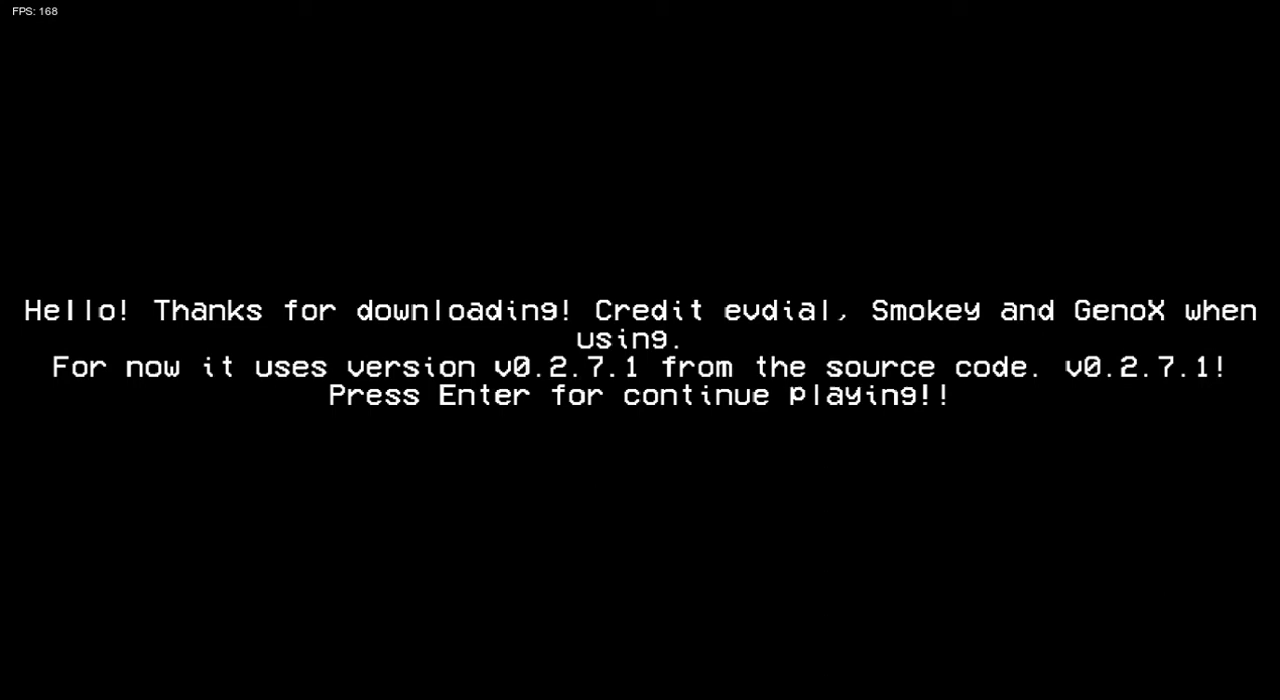 FPS: 168
Hello! Thanks for downloading! Credit evdial, Smokey and GenoX when
using.
For now it uses version v0.2.7.1 from the source code. v0.2.7.1!
Press Enter for continue playing!!